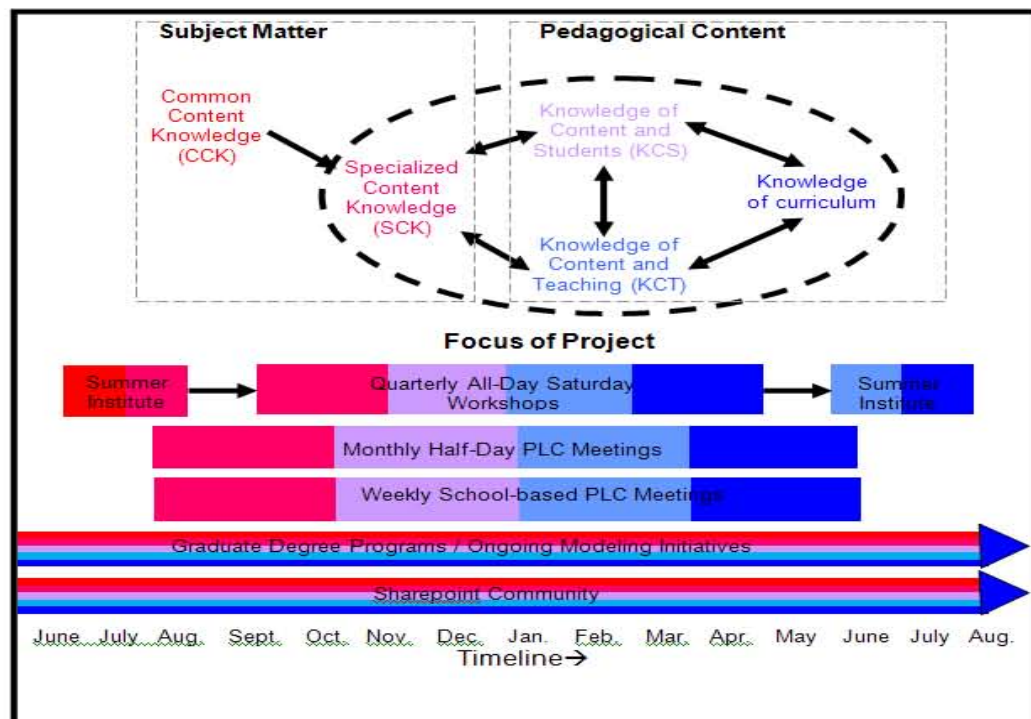 Subject Matter
Pedagogical Content
Common
Content
Knowledge
(CCK)
Specialized
Content
Knowledge
(SCK)
Knowledge of
Content and
Students (KCS)
Knowledge
of curriculum
Knowledge of
Content and
Teaching (KCT)
Focus of Project
Summer
Institute
Quarterly All-Day Saturday
Workshops
Summer
Institute
Monthly Half-Day PLC Meetings
Weekly School-based PLC Meetings
Graduate Degree Programs / Ongoing Modeling Initiatives
Sharepoint Community
June July Aug. Sept. Oct. Nov. Dec. Jan. Feb. Mar. Apr. May June July Aug.
Timeline→